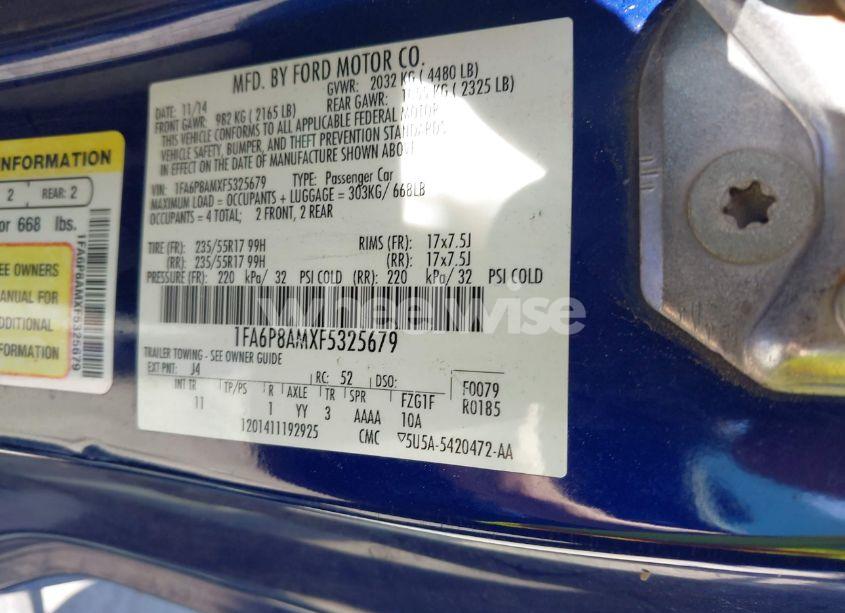 MFD. BY FORD MOTOR CO.
DATE: 11/14 GVWR: 2032 KG ( 4480 LB)
FRONT GAWR: 982 KG ( 2165 LB) REAR GAWR: KG ( 2325 LB)
THIS VEHICLE CONFORMS TO ALL APPLICABLE FEDERAL MOTOR
VEHICLE SAFETY, BUMPER, AND THEFT PREVENTION STANDARDS
IN EFFECT ON THE DATE OF MANUFACTURE SHOWN ABOVE.
VIN: 1FA6P8AMXF5325679 TYPE: Passenger Car
MAXIMUM LOAD = OCCUPANTS + LUGGAGE = 303KG/ 668LB
OCCUPANTS = 4 TOTAL; 2 FRONT, 2 REAR
TIRE (FR): 235/55R17 99H RIMS (FR): 17x7.5J
(RR): 235/55R17 99H (RR): 17x7.5J
PRESSURE (FR): 220 kPa/ 32 PSI COLD (RR): 220 kPa/ 32 PSI COLD
1FA6P8AMXF5325679
TRAILER TOWING - SEE OWNER GUIDE
EXT PNT: J4 RC: 52 DSO: F0079
INT TR TP/PS R AXLE TR SPR FZG1F R0185
11 1 YY 3 AAAA 10A
1201411192925 CMC 5U5A-5420472-AA
INFORMATION
2 REAR: 2
or 668 lbs.
EE OWNERS
ANUAL FOR
DDITIONAL
FORMATION
1FA6P8AMXF5325679
WheelWise